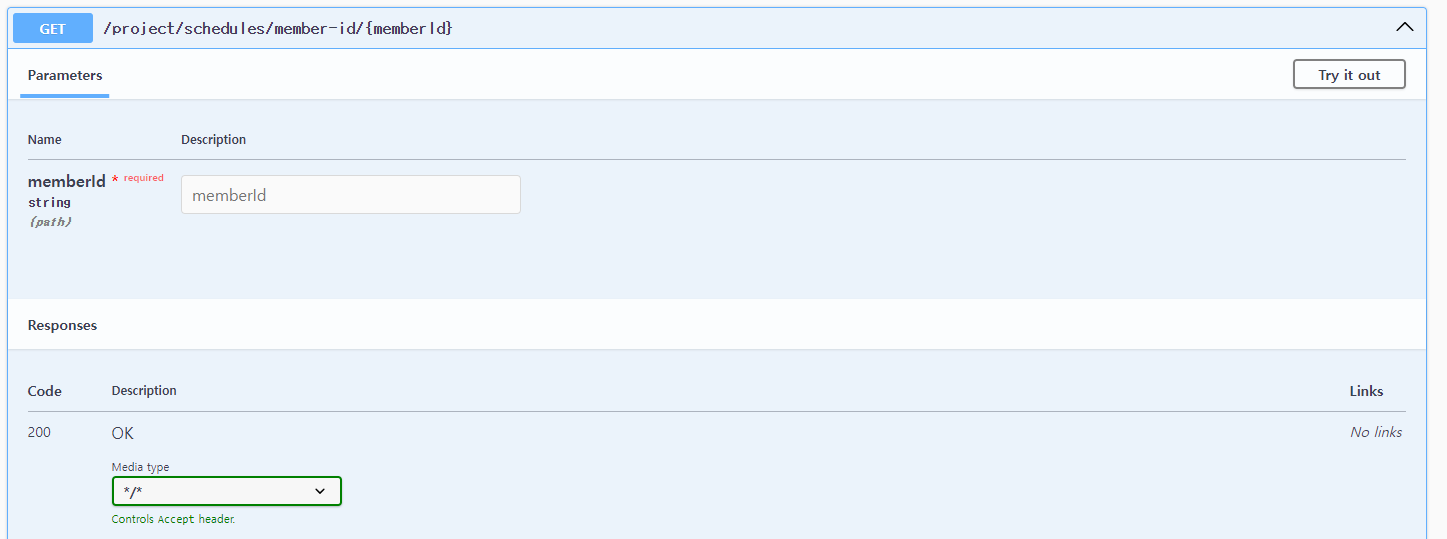 GET /project/schedules/member-id/{memberId}
Parameters Try it out
Name Description
memberId * required memberId
string
(path)
Responses
Code Description Links
200 OK No links
Media type
*/*
Controls Accept header.